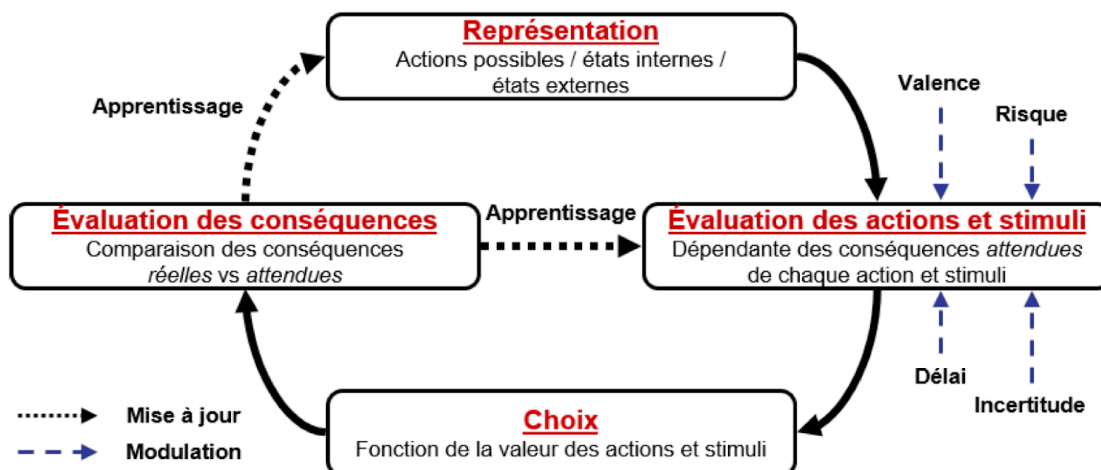 Représentation
Actions possibles / états internes /
états externes
Apprentissage
Valence
Risque
Évaluation des conséquences
Comparaison des conséquences
réelles vs attendues
Apprentissage
Évaluation des actions et stimuli
Dépendante des conséquences attendues
de chaque action et stimuli
Délai
Incertitude
Choix
Fonction de la valeur des actions et stimuli
Mise à jour
Modulation